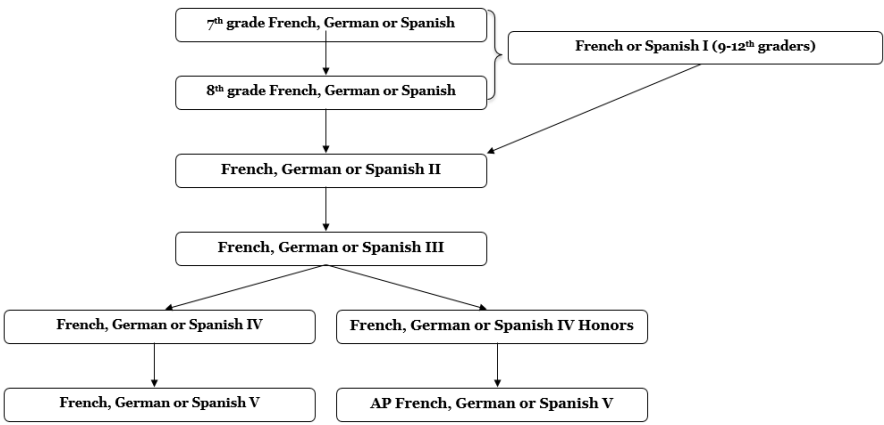 7th grade French, German or Spanish
French or Spanish I (9-12th graders)
8th grade French, German or Spanish
French, German or Spanish II
French, German or Spanish III
French, German or Spanish IV
French, German or Spanish IV Honors
French, German or Spanish V
AP French, German or Spanish V